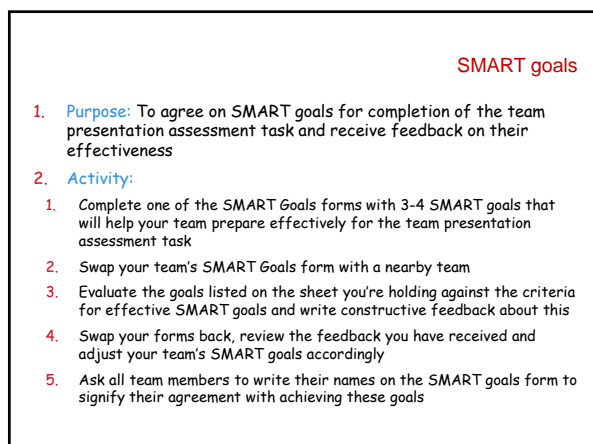 SMART goals
1. Purpose: To agree on SMART goals for completion of the team
presentation assessment task and receive feedback on their
effectiveness
2. Activity:
1. Complete one of the SMART Goals forms with 3-4 SMART goals that
will help your team prepare effectively for the team presentation
assessment task
2. Swap your team's SMART Goals form with a nearby team
3. Evaluate the goals listed on the sheet you're holding against the criteria
for effective SMART goals and write constructive feedback about this
4. Swap your forms back, review the feedback you have received and
adjust your team's SMART goals accordingly
5. Ask all team members to write their names on the SMART goals form to
signify their agreement with achieving these goals